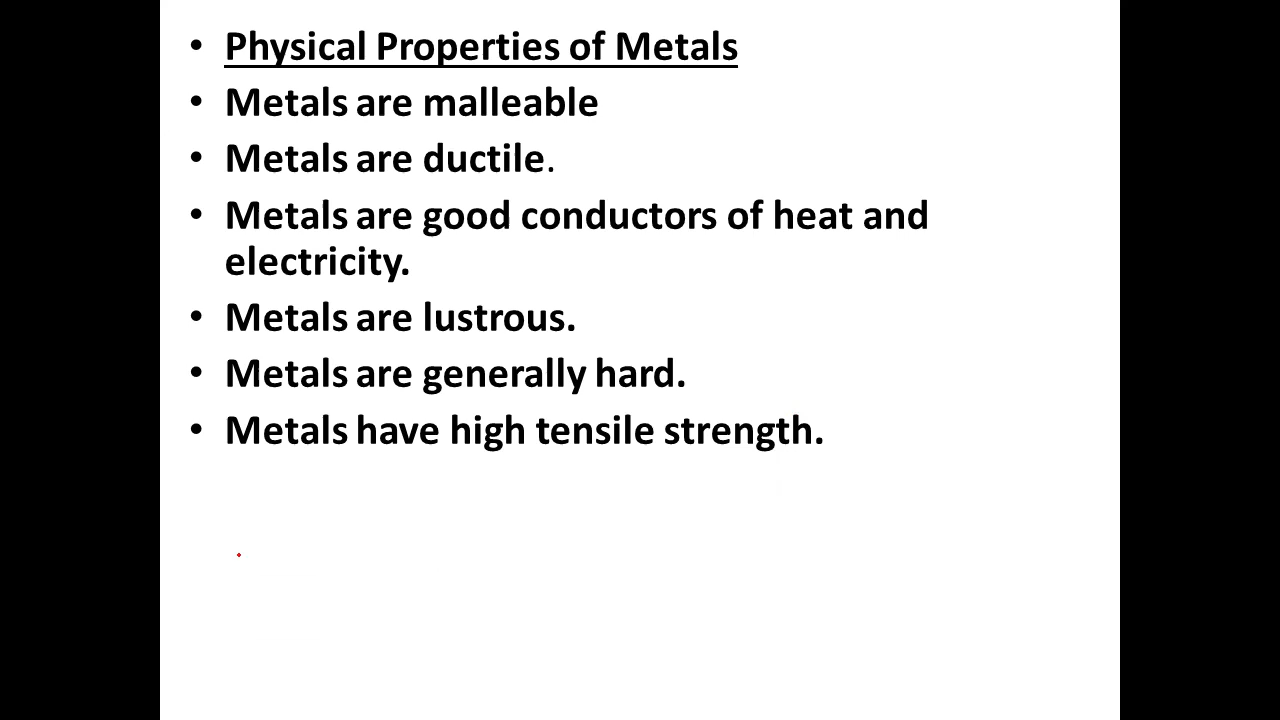 • Physical Properties of Metals
• Metals are malleable
• Metals are ductile.
• Metals are good conductors of heat and
electricity.
• Metals are lustrous.
• Metals are generally hard.
• Metals have high tensile strength.